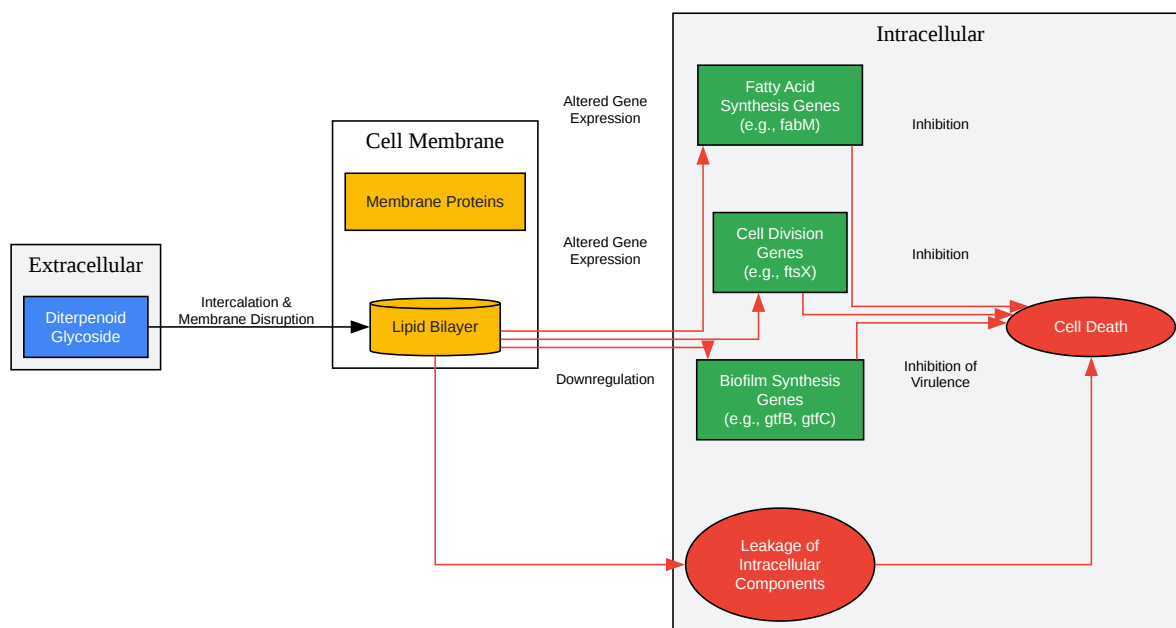 Extracellular
Diterpenoid
Glycoside
Intercalation &
Membrane Disruption
Cell Membrane
Membrane Proteins
Lipid Bilayer
Altered Gene
Expression
Altered Gene
Expression
Downregulation
Intracellular
Fatty Acid
Synthesis Genes
(e.g., fabM)
Cell Division
Genes
(e.g., ftsX)
Biofilm Synthesis
Genes
(e.g., gtfB, gtfC)
Leakage of
Intracellular
Components
Inhibition
Inhibition
Inhibition of
Virulence
Cell Death